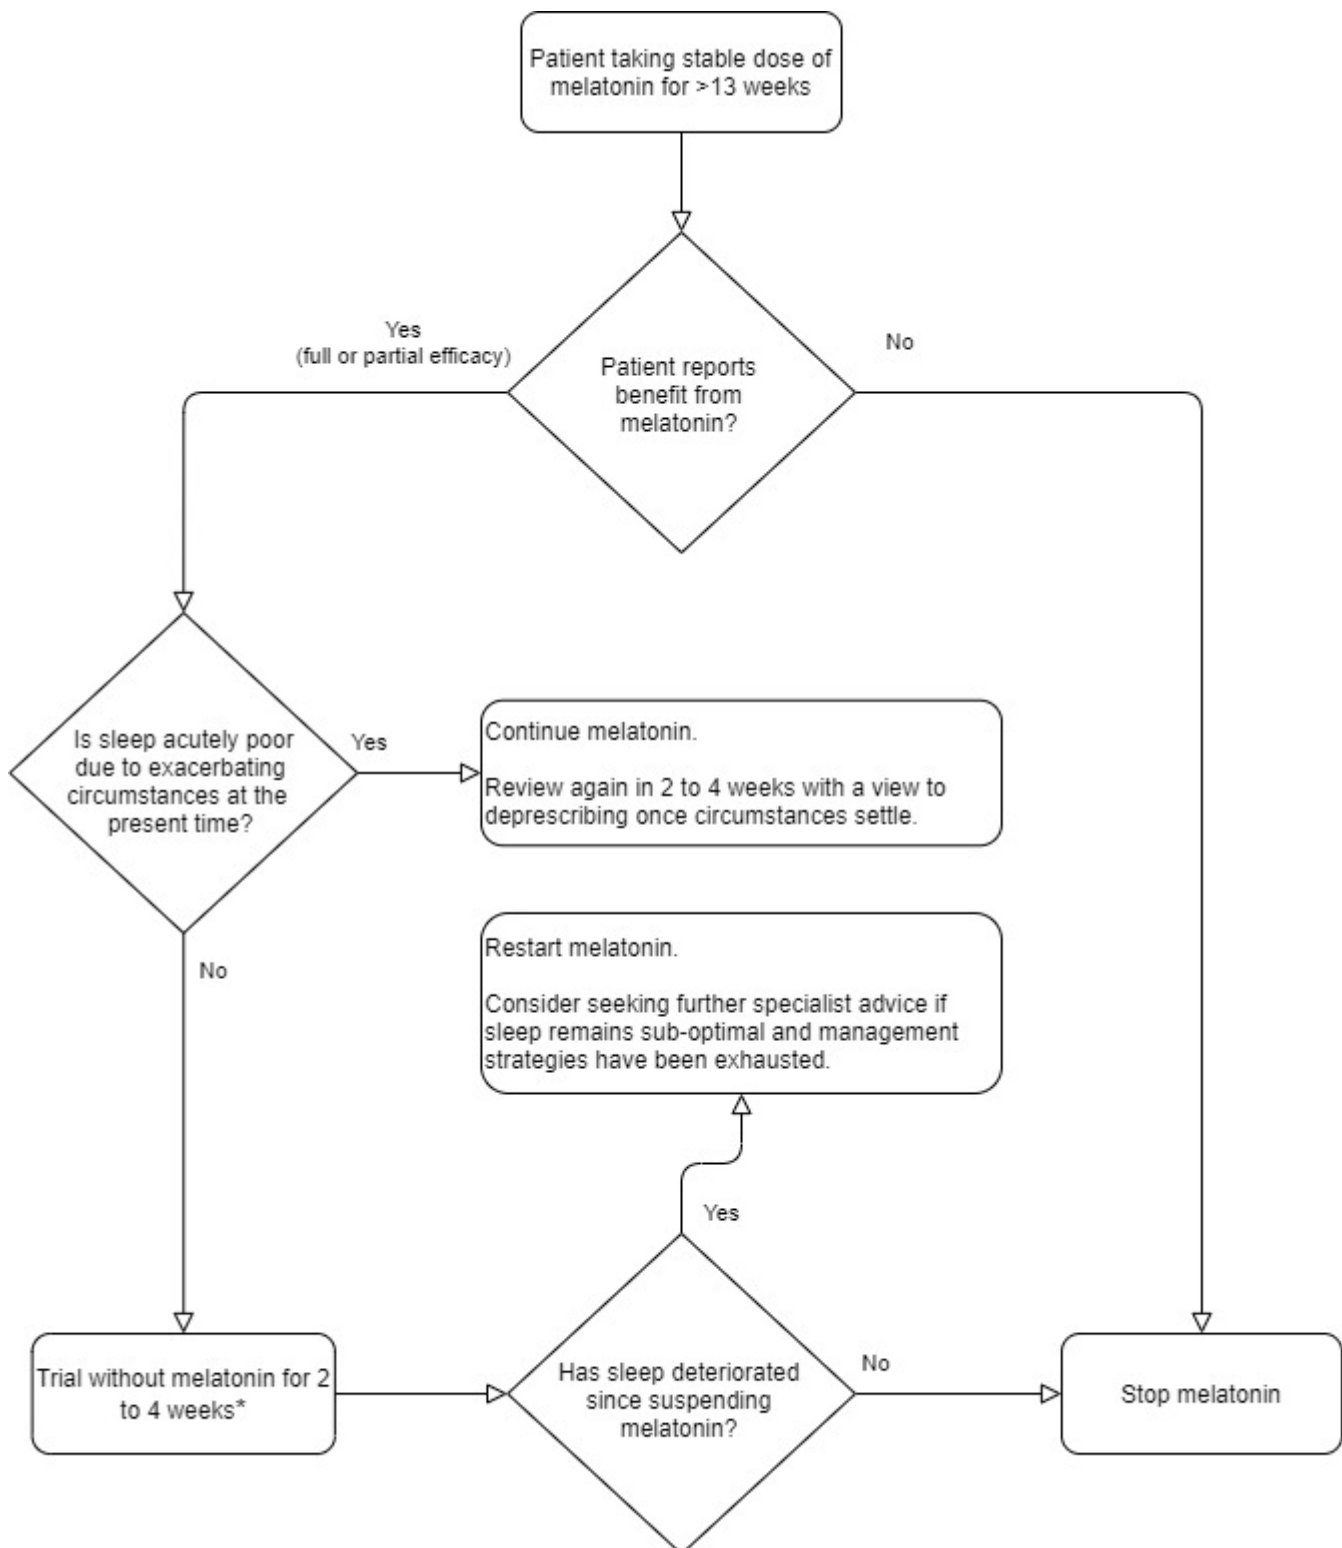 Patient taking stable dose of
melatonin for >13 weeks
Yes
(full or partial efficacy)
No
Patient reports
benefit from
melatonin?
Is sleep acutely poor
due to exacerbating
circumstances at the
present time?
Yes
Continue melatonin.
Review again in 2 to 4 weeks with a view to
deprescribing once circumstances settle.
No
Restart melatonin.
Consider seeking further specialist advice if
sleep remains sub-optimal and management
strategies have been exhausted.
Yes
Trial without melatonin for 2
to 4 weeks*
Has sleep deteriorated
since suspending
melatonin?
No
Stop melatonin